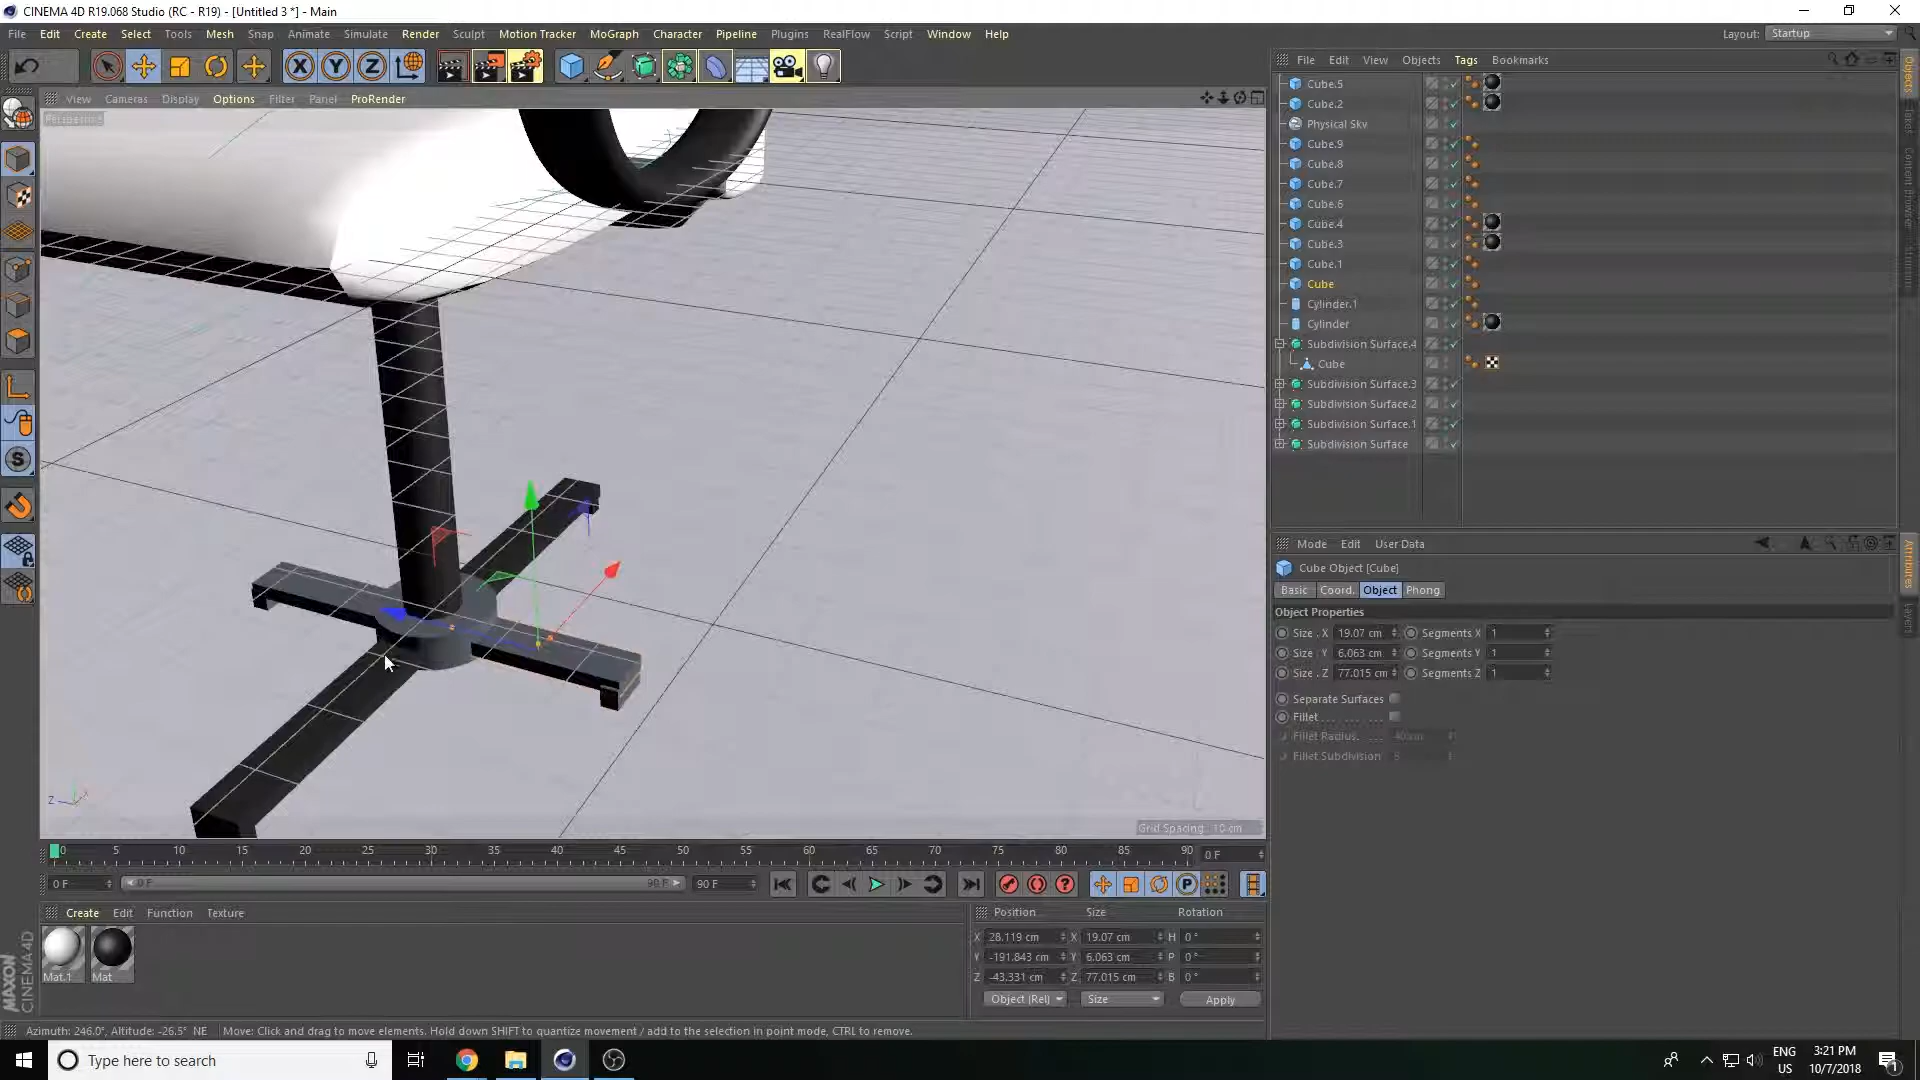 CINEMA 4D R19.068 Studio (RC - R19) - [Untitled 3 *] - Main
File Edit Create Select Tools Mesh Snap Animate Simulate Render Sculpt Motion Tracker MoGraph Character Pipeline Plugins RealFlow Script Window Help
Layout: Startup
View Cameras Display Options Filter Panel ProRender
Perspective
File Edit View Objects Tags Bookmarks
Cube.5
Cube.2
Physical Sky
Cube.9
Cube.8
Cube.7
Cube.6
Cube.4
Cube.3
Cube.1
Cube
Cylinder.1
Cylinder
Subdivision Surface.4
Cube
Subdivision Surface.3
Subdivision Surface.2
Subdivision Surface.1
Subdivision Surface
Objects
Takes
Content Browser
Structure
Mode Edit User Data
Cube Object [Cube]
Basic Coord. Object Phong
Object Properties
Size . X 19.07 cm Segments X 1
Size . Y 6.063 cm Segments Y 1
Size . Z 77.015 cm Segments Z 1
Separate Surfaces
Fillet
Fillet Radius
Fillet Subdivision
Attributes
Layers
Grid Spacing : 10 cm
Z
0 5 10 15 20 25 30 35 40 45 50 55 60 65 70 75 80 85 90 0 F
0 F 0 F 90 F 90 F
Create Edit Function Texture
Mat.1 Mat
MAXON CINEMA 4D
Position Size Rotation
X 28.119 cm X 19.07 cm H 0 °
Y -191.843 cm Y 6.063 cm P 0 °
Z -43.331 cm Z 77.015 cm B 0 °
Object (Rel) Size Apply
Azimuth: 246.0°, Altitude: -26.5° NE Move: Click and drag to move elements. Hold down SHIFT to quantize movement / add to the selection in point mode, CTRL to remove.
Type here to search
ENG
US
3:21 PM
10/7/2018
1